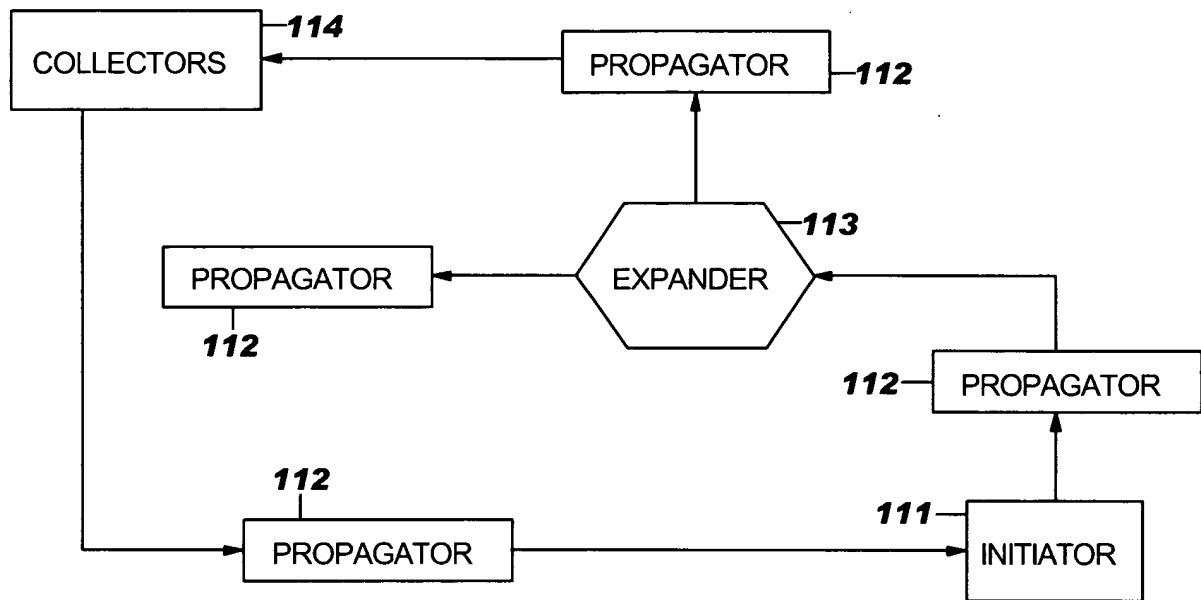 114
COLLECTORS
PROPAGATOR
112
113
EXPANDER
PROPAGATOR
112
112
PROPAGATOR
112
PROPAGATOR
111
INITIATOR